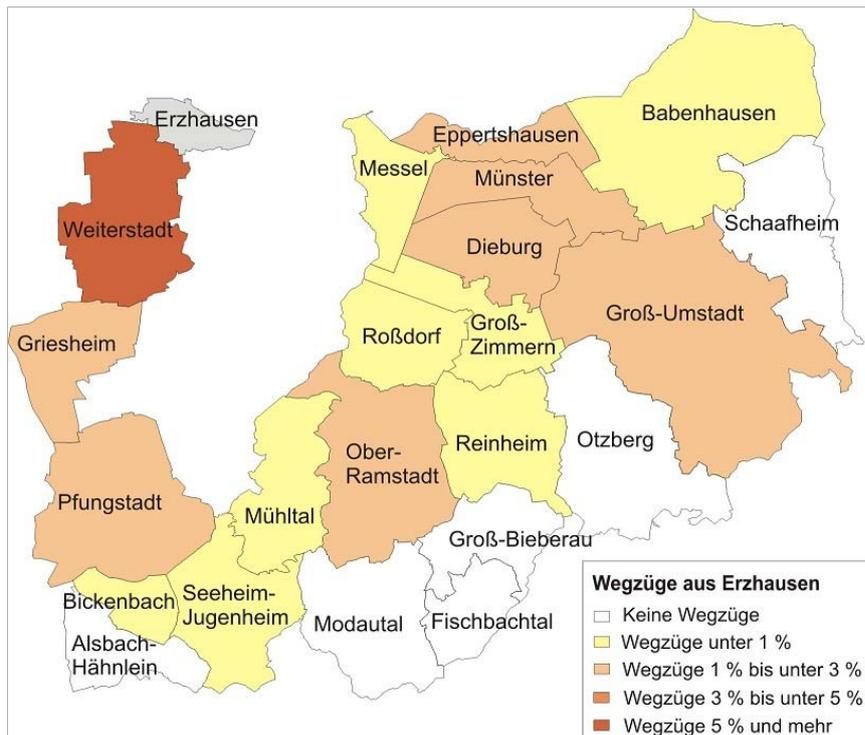 Erzhausen
Babenhausen
Eppertshausen
Messel
Münster
Schaafheim
Weiterstadt
Dieburg
Groß-Umstadt
Griesheim
Roßdorf
Groß-
Zimmern
Otzberg
Ober-
Ramstadt
Reinheim
Pfungstadt
Mühltal
Groß-Bieberau
Bickenbach
Seeheim-
Jugenheim
Modautal
Fischbachtal
Alsbach-
Hähnlein
Wegzüge aus Erzhausen
Keine Wegzüge
Wegzüge unter 1 %
Wegzüge 1 % bis unter 3 %
Wegzüge 3 % bis unter 5 %
Wegzüge 5 % und mehr